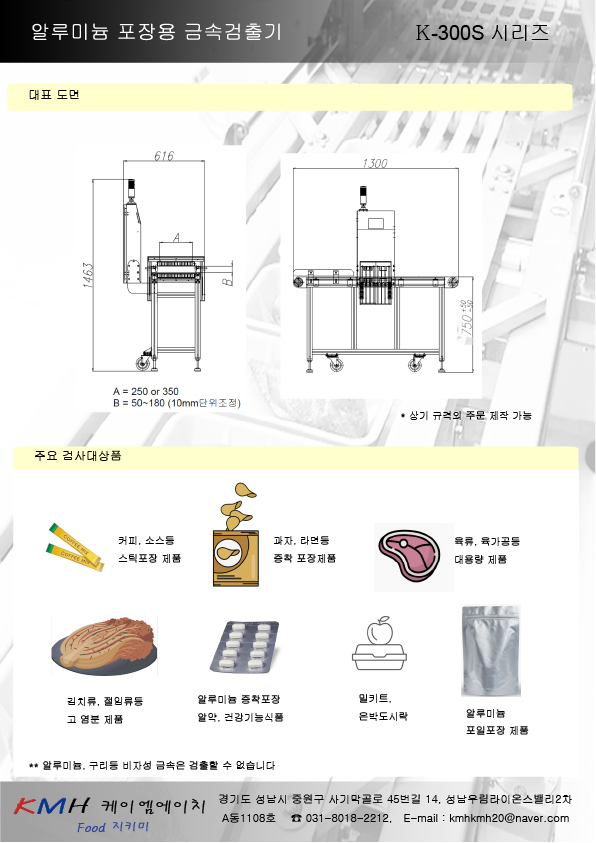 알루미늄 포장용 금속검출기
K-300S 시리즈
대표 도면
616
1463
A
B
A = 250 or 350
B = 50~180 (10mm단위조정)
1300
750 +50 -50
* 상기 규격외 주문 제작 가능
주요 검사대상품
COFFEE MIX
COFFEE MIX
커피, 소스등
스틱포장 제품
과자, 라면등
증착 포장제품
육류, 육가공등
대용량 제품
김치류, 절임류등
고 염분 제품
알루미늄 증착포장
알약, 건강기능식품
밀키트,
은박도시락
알루미늄
포일포장 제품
** 알루미늄, 구리등 비자성 금속은 검출할 수 없습니다
KMH 케이엠에이치
Food 지키미
경기도 성남시 중원구 사기막골로 45번길 14, 성남우림라이온스밸리2차
A동1108호 ☎ 031-8018-2212, E-mail : kmhkmh20@naver.com